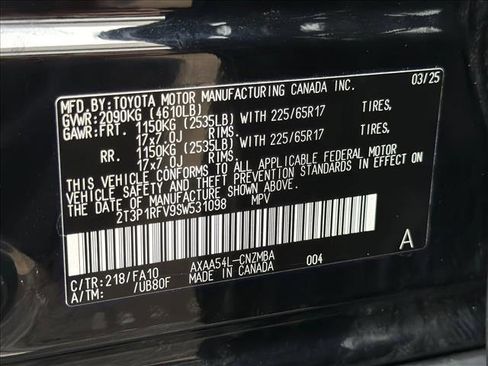 MFD.BY:TOYOTA MOTOR MANUFACTURING CANADA INC. 03/25
GVWR:2090KG (4610LB)
GAWR:FRT. 1150KG (2535LB) WITH 225/65R17 TIRES,
17x7.0J RIMS.
RR. 1150KG (2535LB) WITH 225/65R17 TIRES,
17x7.0J RIMS.
THIS VEHICLE CONFORMS TO ALL APPLICABLE FEDERAL MOTOR
VEHICLE SAFETY AND THEFT PREVENTION STANDARDS IN EFFECT ON
THE DATE OF MANUFACTURE SHOWN ABOVE.
2T3P1RFV9SW531098 MPV
C/TR:218/FA10 AXAA54L-CNZMBA 004 A
A/TM: /UB80F MADE IN CANADA